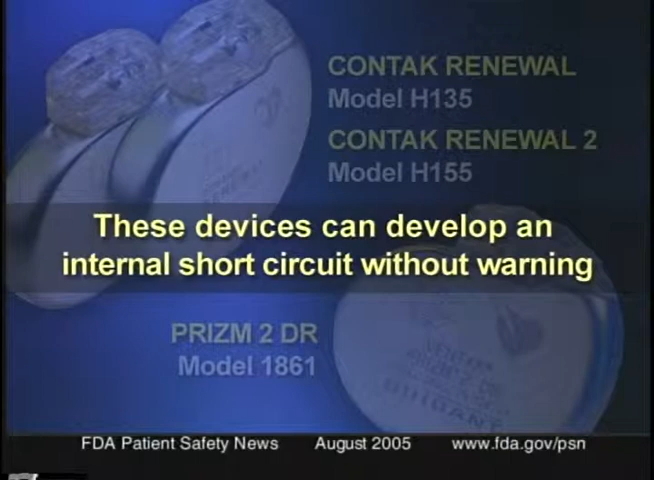 CONTAK RENEWAL
Model H135
CONTAK RENEWAL 2
Model H155
These devices can develop an
internal short circuit without warning
PRIZM 2 DR
Model 1861
GUIDANT
FDA Patient Safety News August 2005 www.fda.gov/psn